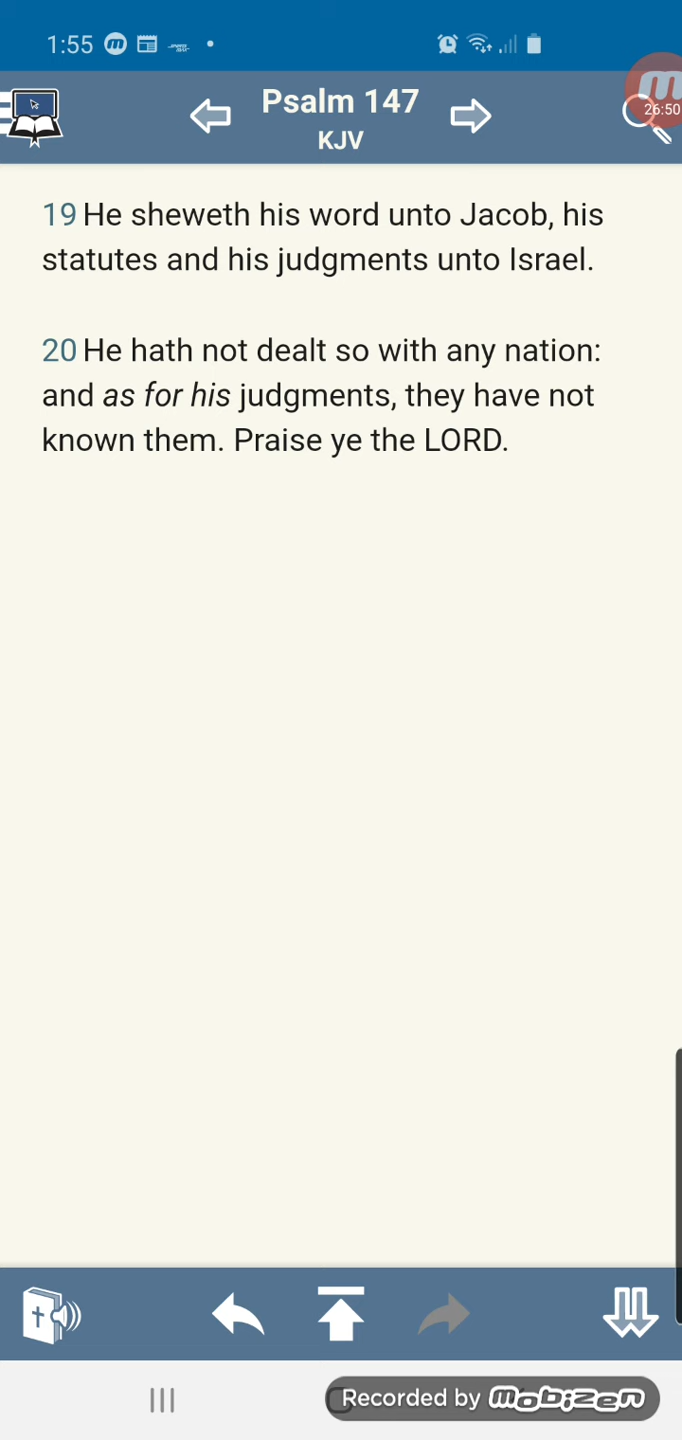 1:55
Psalm 147
KJV
26:50
19 He sheweth his word unto Jacob, his
statutes and his judgments unto Israel.
20 He hath not dealt so with any nation:
and as for his judgments, they have not
known them. Praise ye the LORD.
Recorded by mobizen